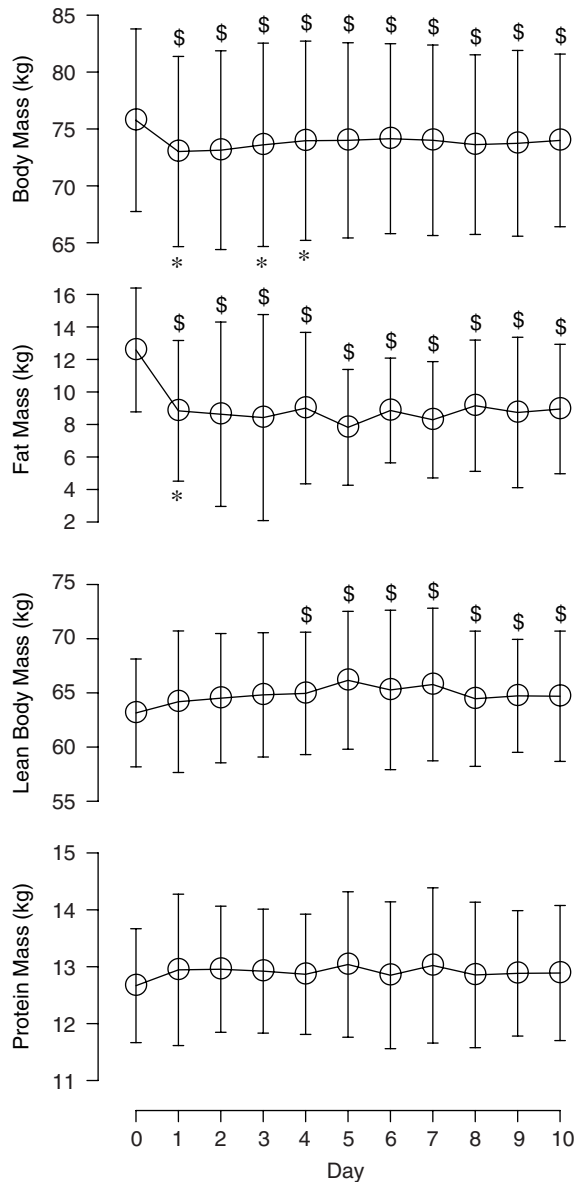 85
80
75
70
65
Body Mass (kg)
$ $ $ $ $ $ $ $ $ $
* * *
16
14
12
10
8
6
4
2
Fat Mass (kg)
$ $ $ $ $ $ $ $ $ $
*
75
70
65
60
55
Lean Body Mass (kg)
$ $ $ $ $ $ $
15
14
13
12
11
Protein Mass (kg)
0 1 2 3 4 5 6 7 8 9 10
Day